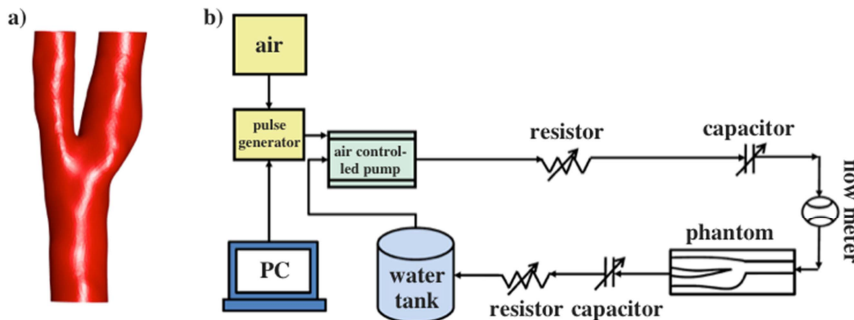 a)
b)
air
pulse
generator
air control-
led pump
resistor
capacitor
flow meter
phantom
PC
water
tank
resistor capacitor